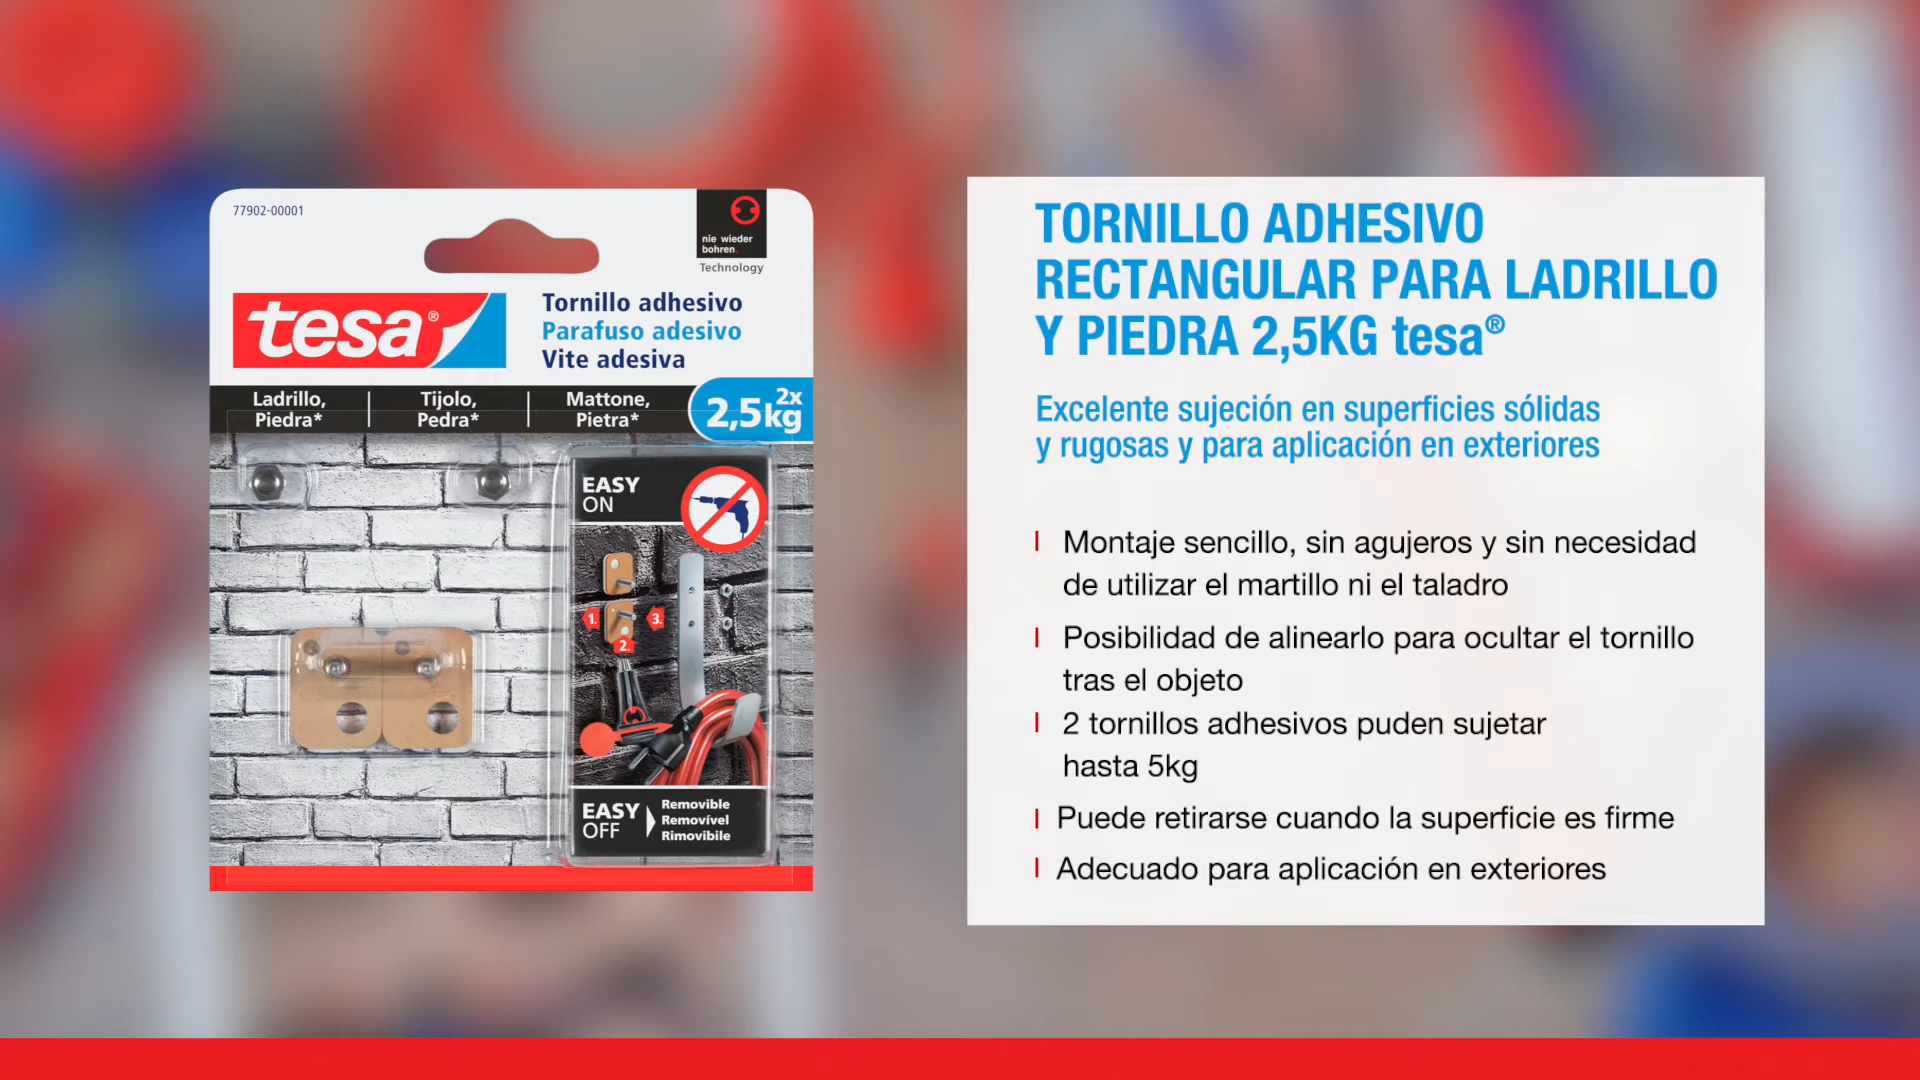 77902-00001
nie wieder
bohren.
Technology
tesa®
Tornillo adhesivo
Parafuso adesivo
Vite adesiva
Ladrillo,
Piedra*
Tijolo,
Pedra*
Mattone,
Pietra*
2x
2,5kg
EASY
ON
1.
2.
3.
EASY
OFF
Removible
Removível
Rimovibile
TORNILLO ADHESIVO
RECTANGULAR PARA LADRILLO
Y PIEDRA 2,5KG tesa®
Excelente sujeción en superficies sólidas
y rugosas y para aplicación en exteriores
Montaje sencillo, sin agujeros y sin necesidad
de utilizar el martillo ni el taladro
Posibilidad de alinearlo para ocultar el tornillo
tras el objeto
2 tornillos adhesivos puden sujetar
hasta 5kg
Puede retirarse cuando la superficie es firme
Adecuado para aplicación en exteriores